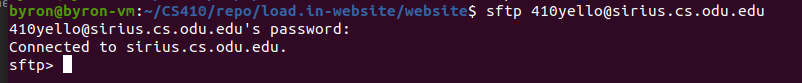 byron@byron-vm:~/CS410/repo/load.in-website/website$ sftp 410yello@sirius.cs.odu.edu
410yello@sirius.cs.odu.edu's password:
Connected to sirius.cs.odu.edu.
sftp>